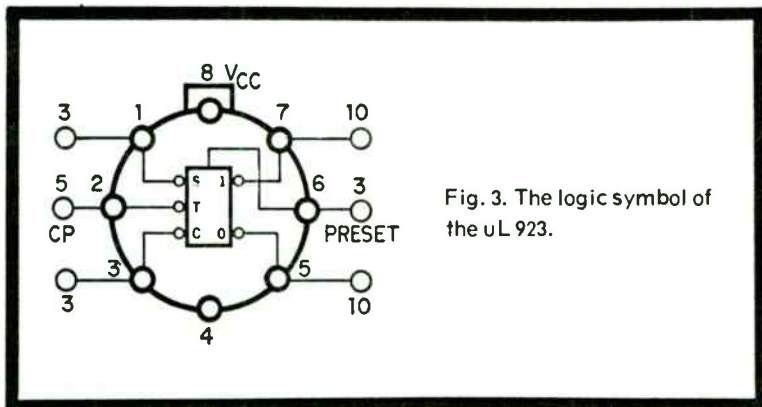 8 VCC
3 1 7 10
S 1
5 2 T 6 3
CP PRESET
C 0
3 3 5 10
4
Fig. 3. The logic symbol of
the uL 923.